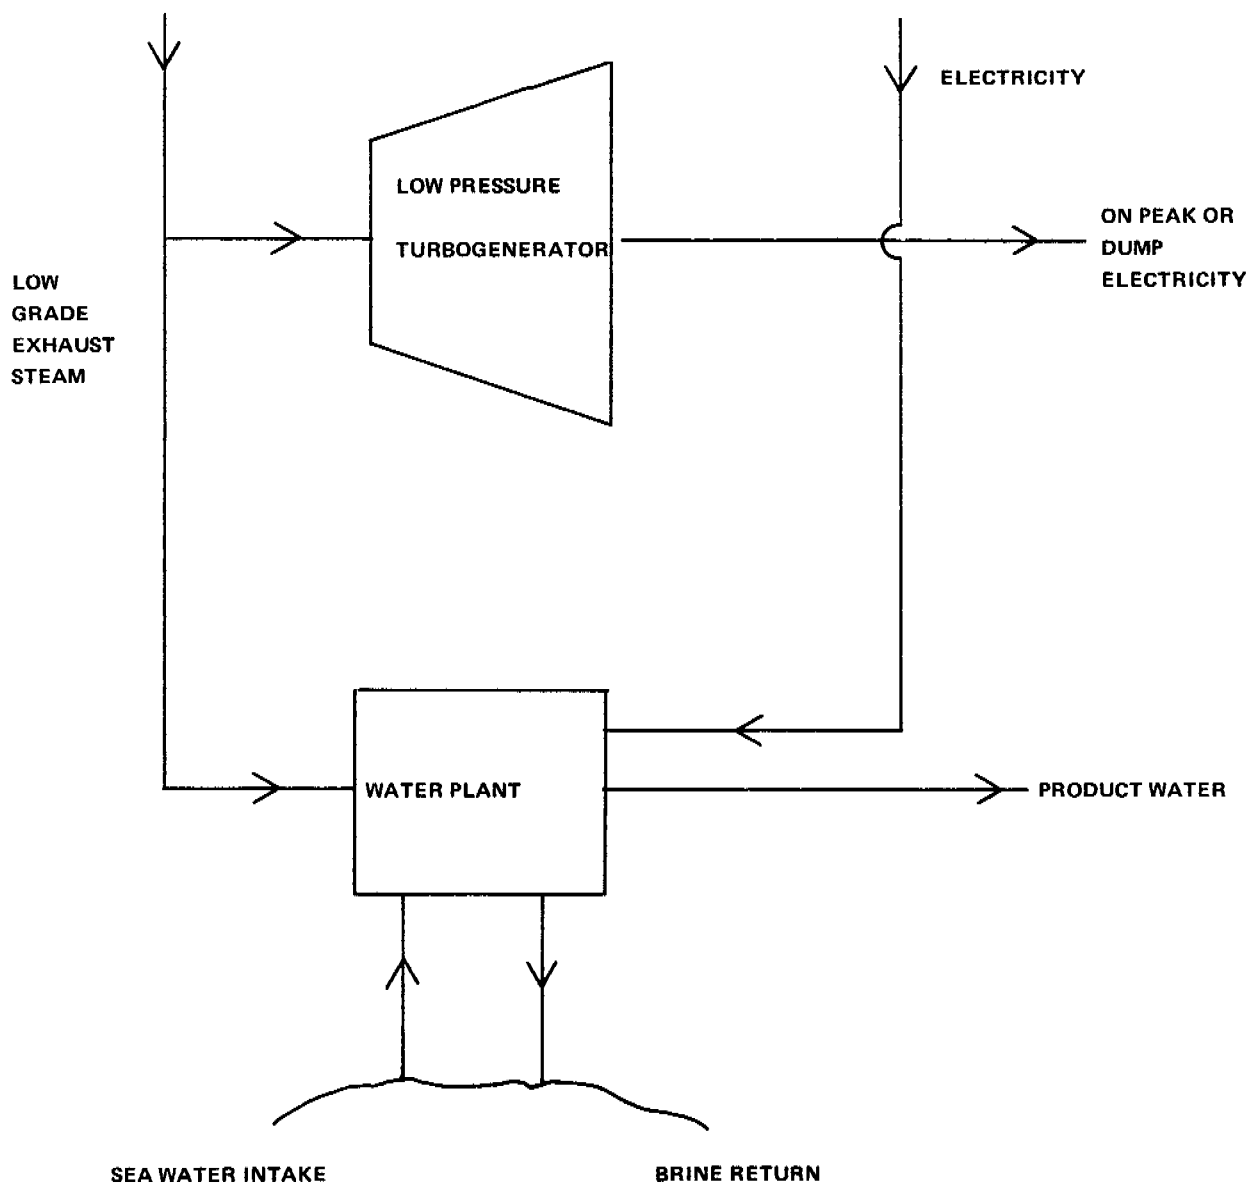 ELECTRICITY
LOW PRESSURE
TURBOGENERATOR
ON PEAK OR
DUMP
ELECTRICITY
LOW
GRADE
EXHAUST
STEAM
WATER PLANT
PRODUCT WATER
SEA WATER INTAKE
BRINE RETURN